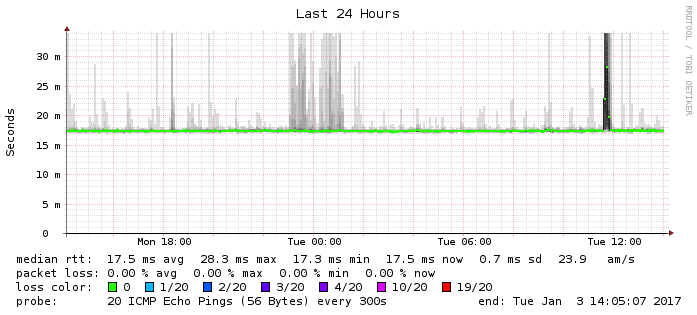 Last 24 Hours
RRDTOOL / TOBI OETIKER
Seconds
30 m
25 m
20 m
15 m
10 m
5 m
0
Mon 18:00 Tue 00:00 Tue 06:00 Tue 12:00
median rtt: 17.5 ms avg 28.3 ms max 17.3 ms min 17.5 ms now 0.7 ms sd 23.9 am/s
packet loss: 0.00 % avg 0.00 % max 0.00 % min 0.00 % now
loss color: 0 1/20 2/20 3/20 4/20 10/20 19/20
probe: 20 ICMP Echo Pings (56 Bytes) every 300s end: Tue Jan 3 14:05:07 2017